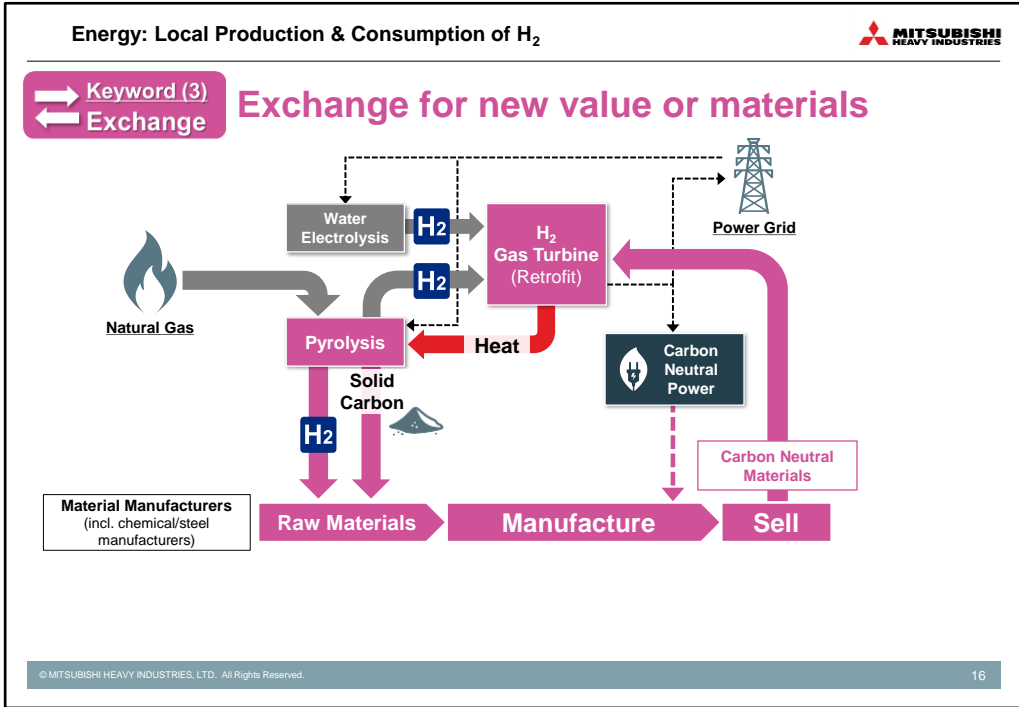 Energy: Local Production & Consumption of H2
MITSUBISHI
HEAVY INDUSTRIES
Keyword (3)
Exchange
Exchange for new value or materials
Power Grid
Water
Electrolysis
H2
H2
Gas Turbine
(Retrofit)
H2
Natural Gas
Pyrolysis
Heat
Carbon
Neutral
Power
Solid
Carbon
H2
Carbon Neutral
Materials
Material Manufacturers
(incl. chemical/steel
manufacturers)
Raw Materials
Manufacture
Sell
© MITSUBISHI HEAVY INDUSTRIES, LTD. All Rights Reserved.
16